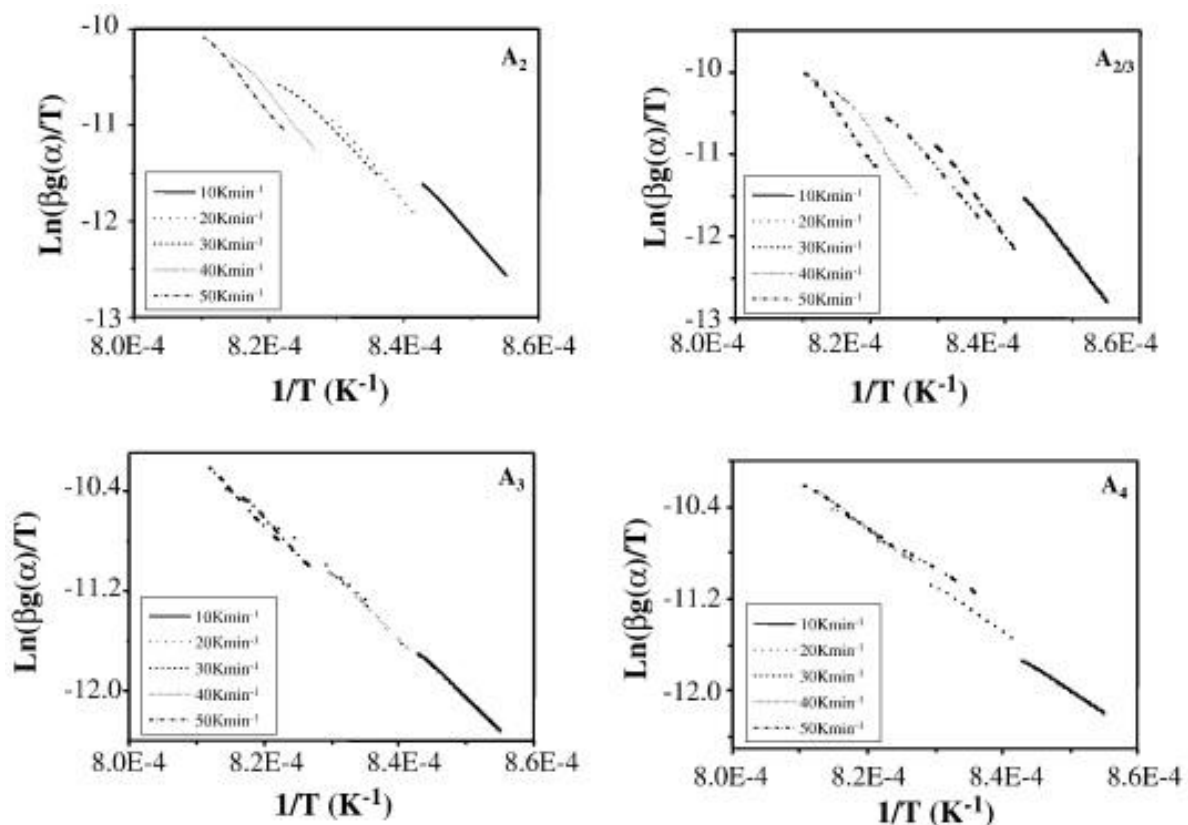 A2
Ln(βg(α)/T)
-10
-11
-12
-13
10Kmin-1
20Kmin-1
30Kmin-1
40Kmin-1
50Kmin-1
8.0E-4 8.2E-4 8.4E-4 8.6E-4
1/T (K-1)
A2/3
Ln(βg(α)/T)
-10
-11
-12
-13
10Kmin-1
20Kmin-1
30Kmin-1
40Kmin-1
50Kmin-1
8.0E-4 8.2E-4 8.4E-4 8.6E-4
1/T (K-1)
A3
Ln(βg(α)/T)
-10.4
-11.2
-12.0
10Kmin-1
20Kmin-1
30Kmin-1
40Kmin-1
50Kmin-1
8.0E-4 8.2E-4 8.4E-4 8.6E-4
1/T (K-1)
A4
Ln(βg(α)/T)
-10.4
-11.2
-12.0
10Kmin-1
20Kmin-1
30Kmin-1
40Kmin-1
50Kmin-1
8.0E-4 8.2E-4 8.4E-4 8.6E-4
1/T (K-1)